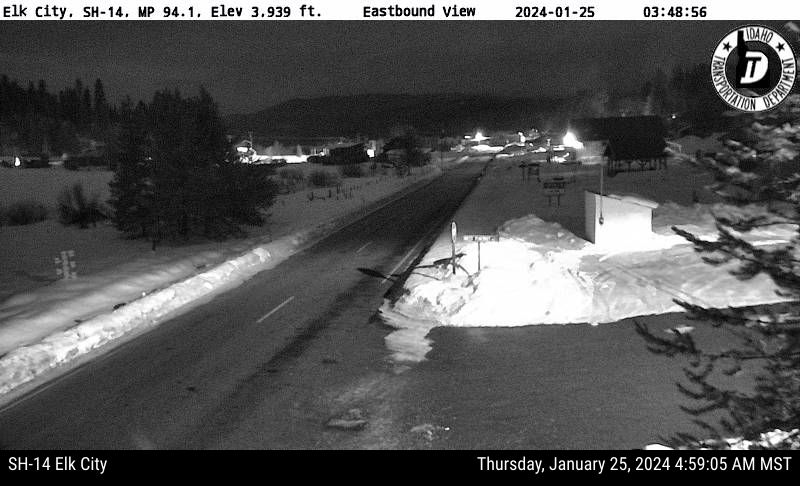 Elk City, SH-14, MP 94.1, Elev 3,939 ft. Eastbound View 2024-01-25 03:48:56
IDAHO TRANSPORTATION DEPARTMENT
SH-14 Elk City
Thursday, January 25, 2024 4:59:05 AM MST